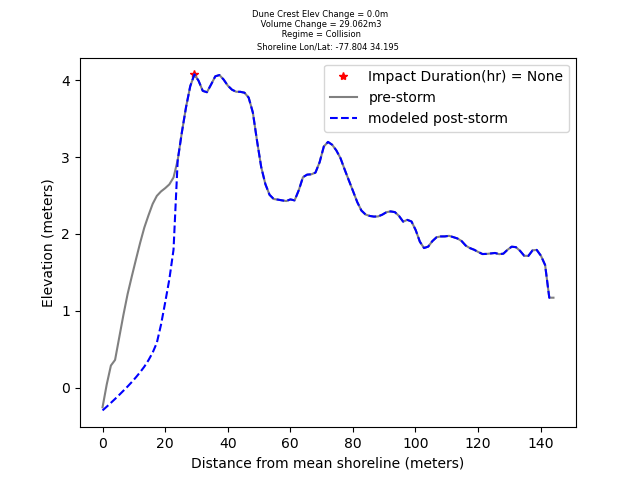 Dune Crest Elev Change = 0.0m
Volume Change = 29.062m3
Regime = Collision
Shoreline Lon/Lat: -77.804 34.195
Impact Duration(hr) = None
pre-storm
modeled post-storm
Elevation (meters)
4
3
2
1
0
0 20 40 60 80 100 120 140
Distance from mean shoreline (meters)